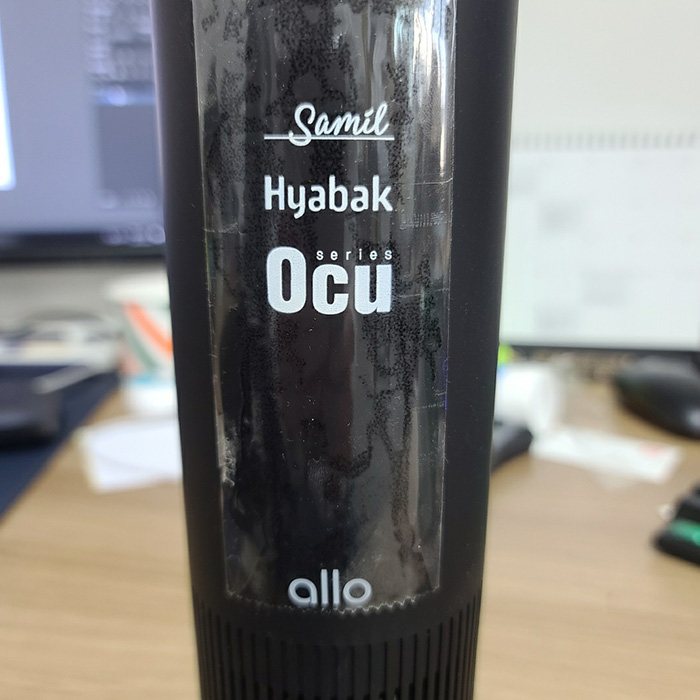 Samil
Hyabak
series
Ocu
allo